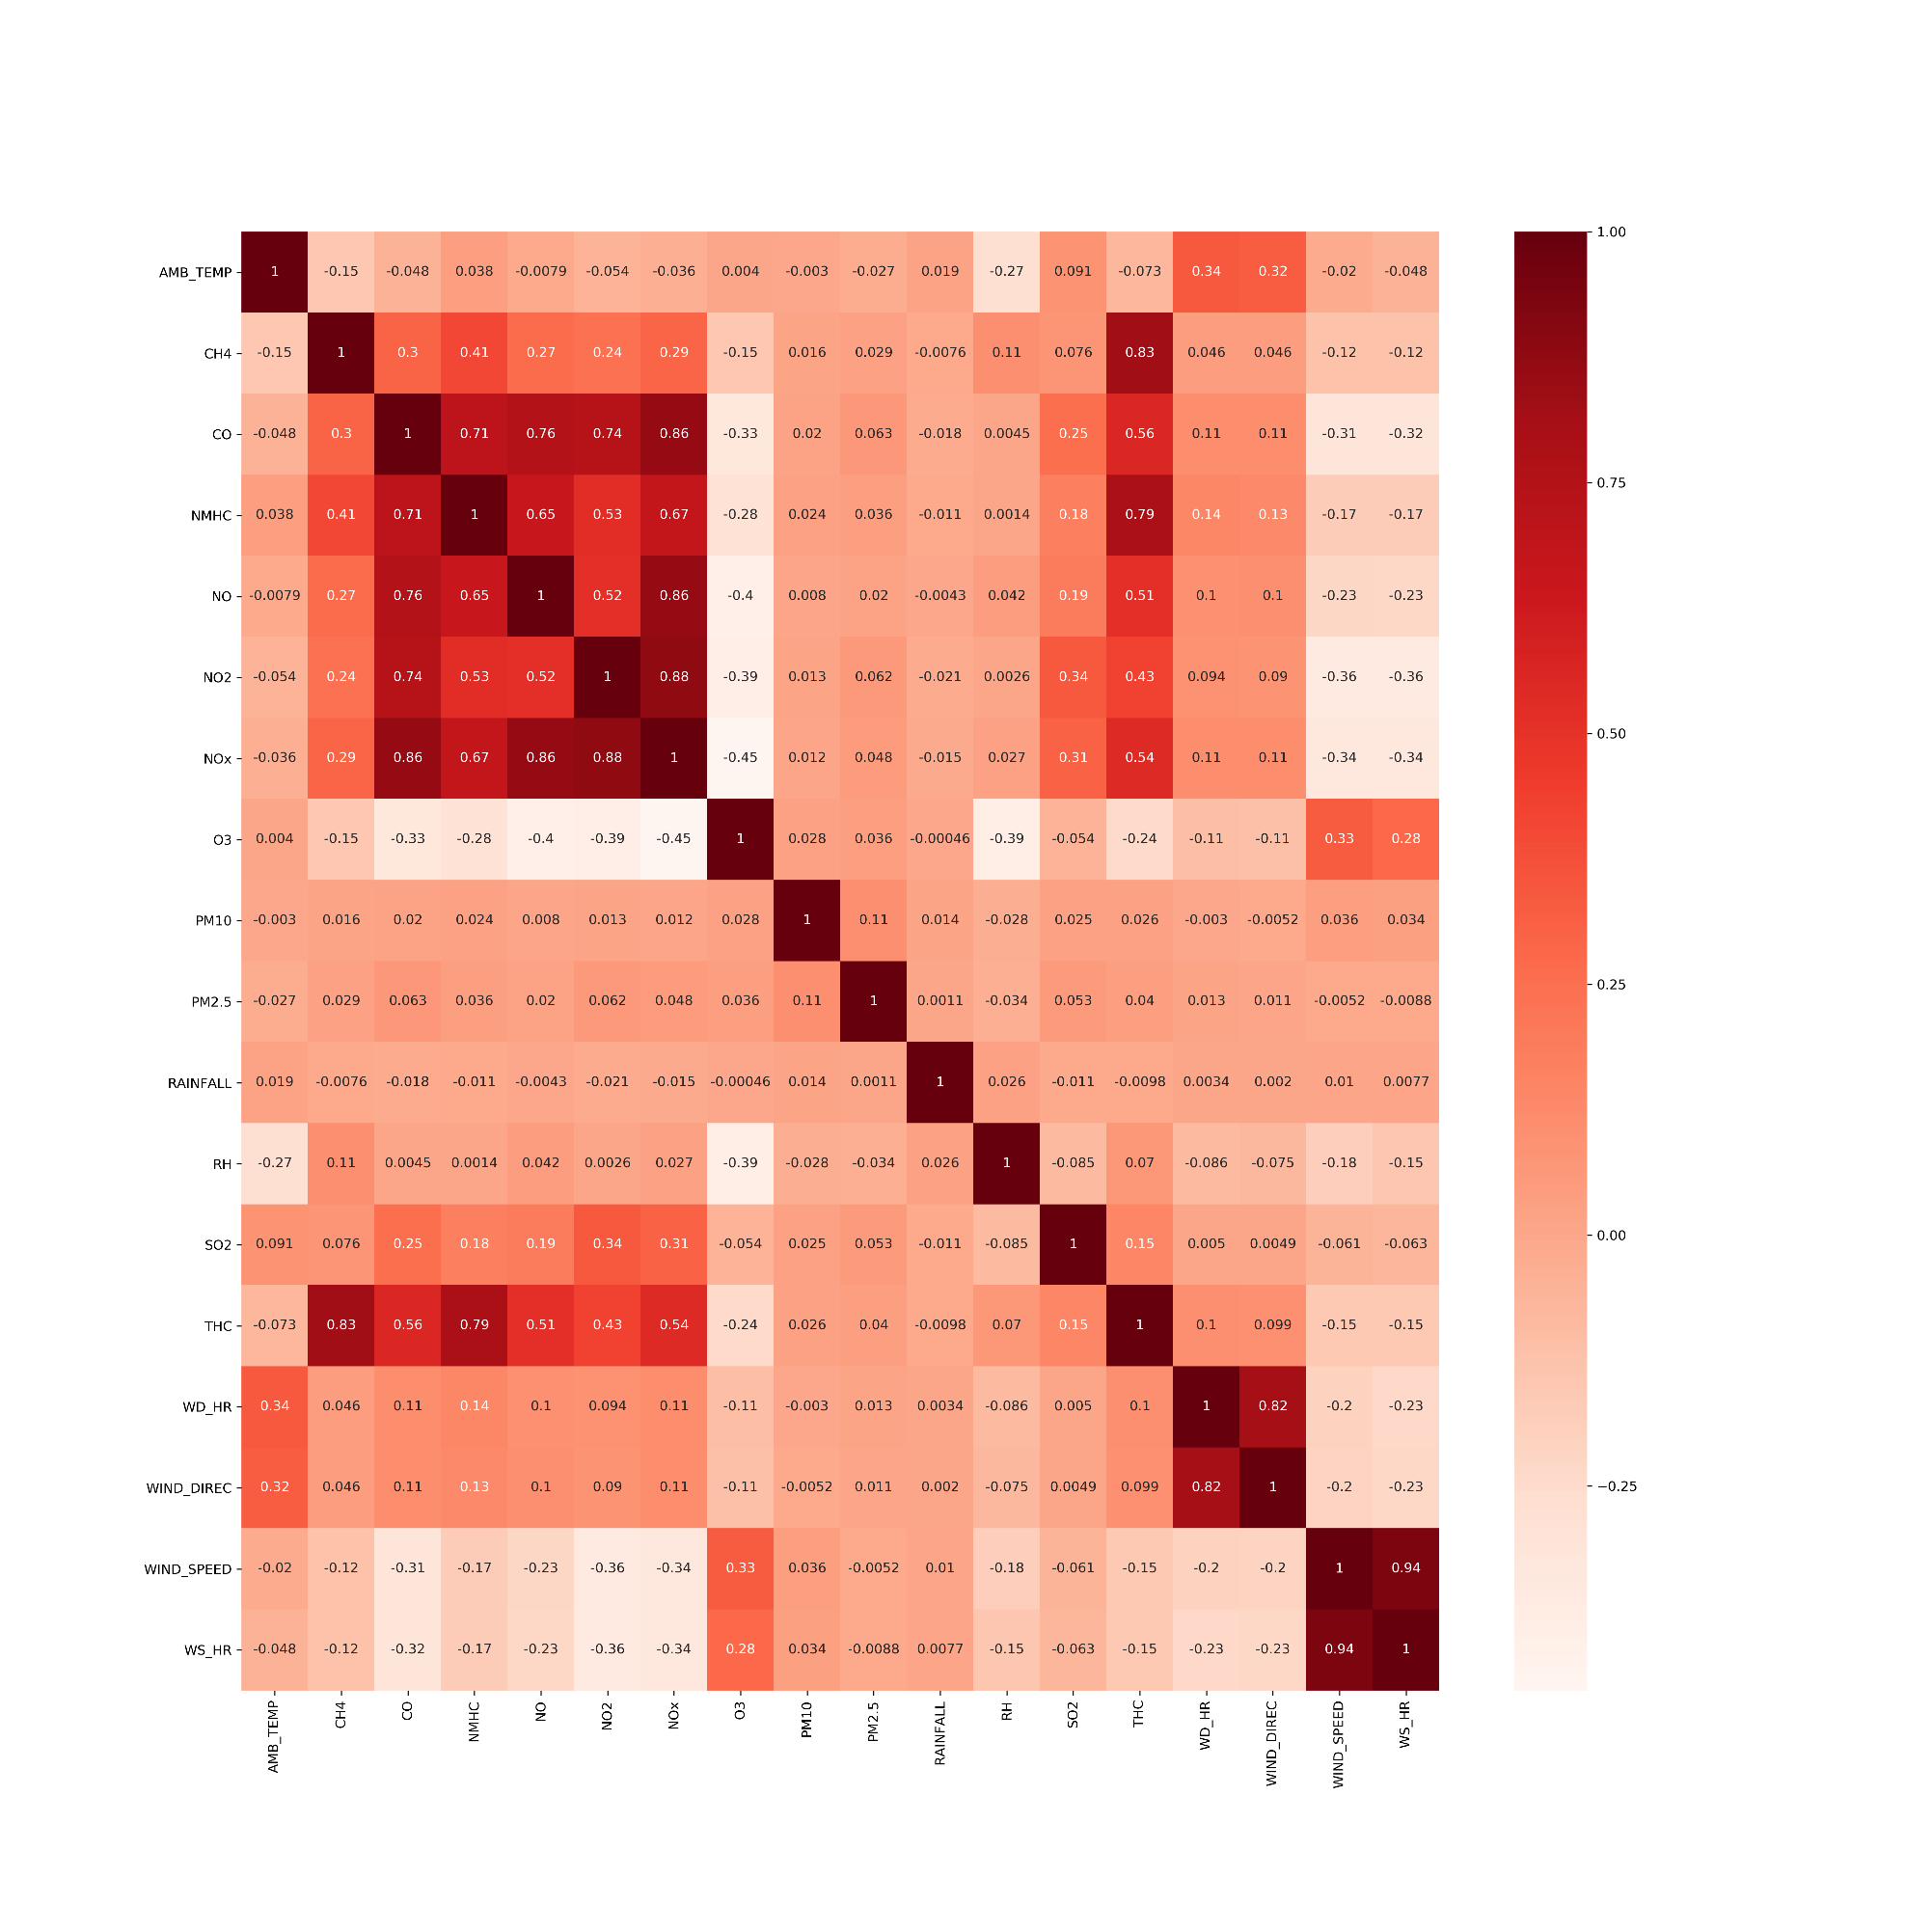 AMB_TEMP 1 -0.15 -0.048 0.038 -0.0079 -0.054 -0.036 0.004 -0.003 -0.027 0.019 -0.27 0.091 -0.073 0.34 0.32 -0.02 -0.048
CH4 -0.15 1 0.3 0.41 0.27 0.24 0.29 -0.15 0.016 0.029 -0.0076 0.11 0.076 0.83 0.046 0.046 -0.12 -0.12
CO -0.048 0.3 1 0.71 0.76 0.74 0.86 -0.33 0.02 0.063 -0.018 0.0045 0.25 0.56 0.11 0.11 -0.31 -0.32
NMHC 0.038 0.41 0.71 1 0.65 0.53 0.67 -0.28 0.024 0.036 -0.011 0.0014 0.18 0.79 0.14 0.13 -0.17 -0.17
NO -0.0079 0.27 0.76 0.65 1 0.52 0.86 -0.4 0.008 0.02 -0.0043 0.042 0.19 0.51 0.1 0.1 -0.23 -0.23
NO2 -0.054 0.24 0.74 0.53 0.52 1 0.88 -0.39 0.013 0.062 -0.021 0.0026 0.34 0.43 0.094 0.09 -0.36 -0.36
NOx -0.036 0.29 0.86 0.67 0.86 0.88 1 -0.45 0.012 0.048 -0.015 0.027 0.31 0.54 0.11 0.11 -0.34 -0.34
O3 0.004 -0.15 -0.33 -0.28 -0.4 -0.39 -0.45 1 0.028 0.036 -0.00046 -0.39 -0.054 -0.24 -0.11 -0.11 0.33 0.28
PM10 -0.003 0.016 0.02 0.024 0.008 0.013 0.012 0.028 1 0.11 0.014 -0.028 0.025 0.026 -0.003 -0.0052 0.036 0.034
PM2.5 -0.027 0.029 0.063 0.036 0.02 0.062 0.048 0.036 0.11 1 0.0011 -0.034 0.053 0.04 0.013 0.011 -0.0052 -0.0088
RAINFALL 0.019 -0.0076 -0.018 -0.011 -0.0043 -0.021 -0.015 -0.00046 0.014 0.0011 1 0.026 -0.011 -0.0098 0.0034 0.002 0.01 0.0077
RH -0.27 0.11 0.0045 0.0014 0.042 0.0026 0.027 -0.39 -0.028 -0.034 0.026 1 -0.085 0.07 -0.086 -0.075 -0.18 -0.15
SO2 0.091 0.076 0.25 0.18 0.19 0.34 0.31 -0.054 0.025 0.053 -0.011 -0.085 1 0.15 0.005 0.0049 -0.061 -0.063
THC -0.073 0.83 0.56 0.79 0.51 0.43 0.54 -0.24 0.026 0.04 -0.0098 0.07 0.15 1 0.1 0.099 -0.15 -0.15
WD_HR 0.34 0.046 0.11 0.14 0.1 0.094 0.11 -0.11 -0.003 0.013 0.0034 -0.086 0.005 0.1 1 0.82 -0.2 -0.23
WIND_DIREC 0.32 0.046 0.11 0.13 0.1 0.09 0.11 -0.11 -0.0052 0.011 0.002 -0.075 0.0049 0.099 0.82 1 -0.2 -0.23
WIND_SPEED -0.02 -0.12 -0.31 -0.17 -0.23 -0.36 -0.34 0.33 0.036 -0.0052 0.01 -0.18 -0.061 -0.15 -0.2 -0.2 1 0.94
WS_HR -0.048 -0.12 -0.32 -0.17 -0.23 -0.36 -0.34 0.28 0.034 -0.0088 0.0077 -0.15 -0.063 -0.15 -0.23 -0.23 0.94 1
AMB_TEMP CH4 CO NMHC NO NO2 NOx O3 PM10 PM2.5 RAINFALL RH SO2 THC WD_HR WIND_DIREC WIND_SPEED WS_HR
1.00
0.75
0.50
0.25
0.00
−0.25